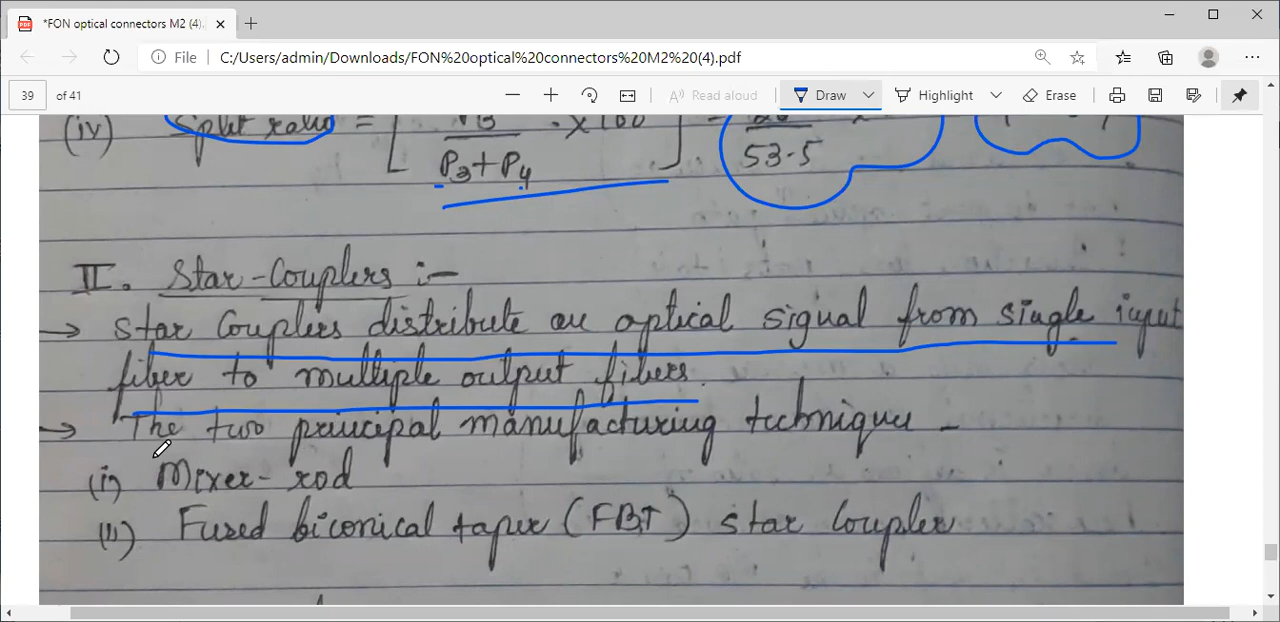 *FON optical connectors M2 (4).
File C:/Users/admin/Downloads/FON%20optical%20connectors%20M2%20(4).pdf
39 of 41 Read aloud Draw Highlight Erase
(iv) Split ratio = [ × 100 ] =
P3+P4 53.5
II. Star-Couplers :-
→ Star Couplers distribute an optical signal from single input
fiber to multiple output fibers.
→ The two principal manufacturing technique -
(i) Mixer-rod
(ii) Fused biconical taper (FBT) star Coupler